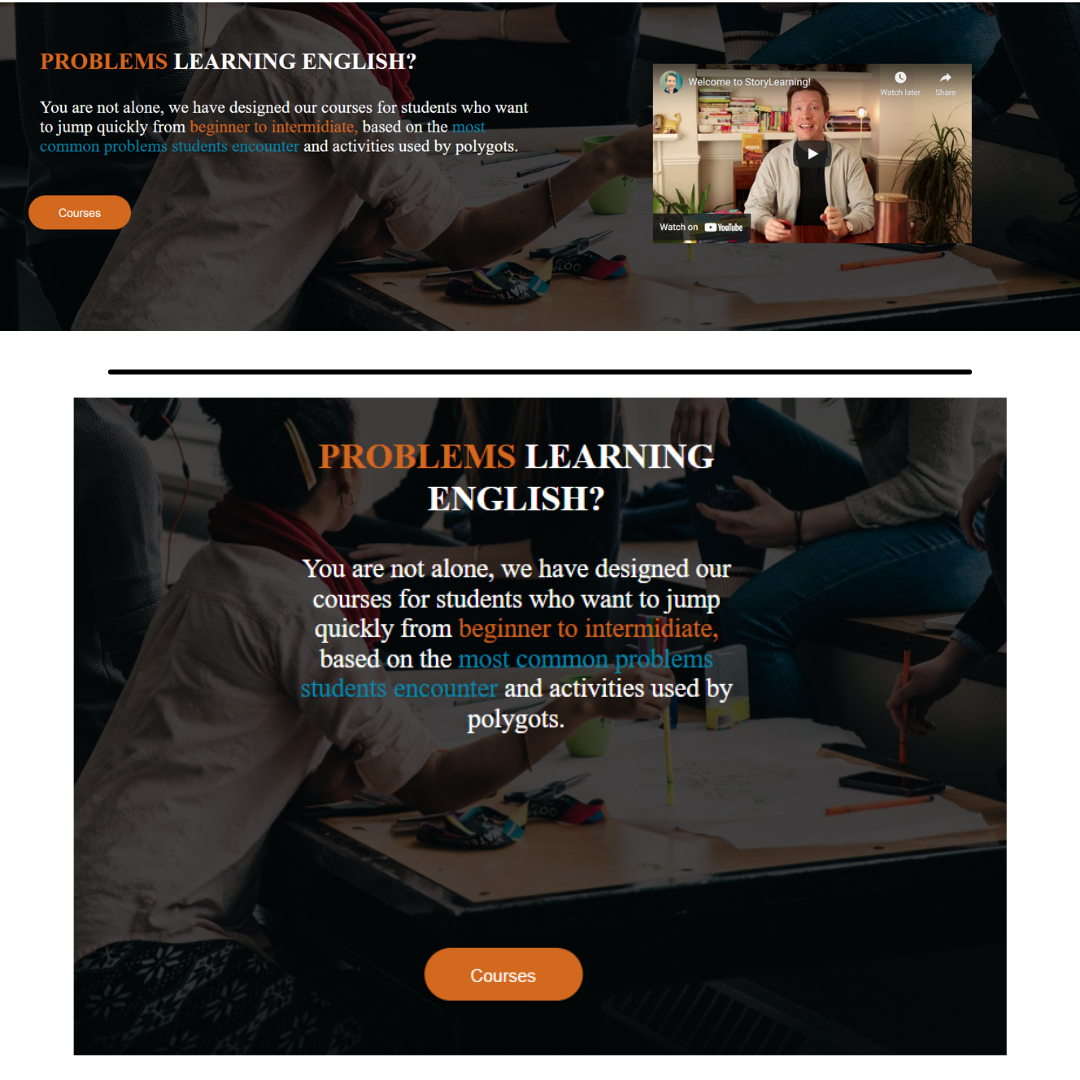 PROBLEMS LEARNING ENGLISH?
You are not alone, we have designed our courses for students who want
to jump quickly from beginner to intermidiate, based on the most
common problems students encounter and activities used by polygots.
Courses
Welcome to StoryLearning!
Watch later
Share
Watch on YouTube
PROBLEMS LEARNING
ENGLISH?
You are not alone, we have designed our
courses for students who want to jump
quickly from beginner to intermidiate,
based on the most common problems
students encounter and activities used by
polygots.
Courses